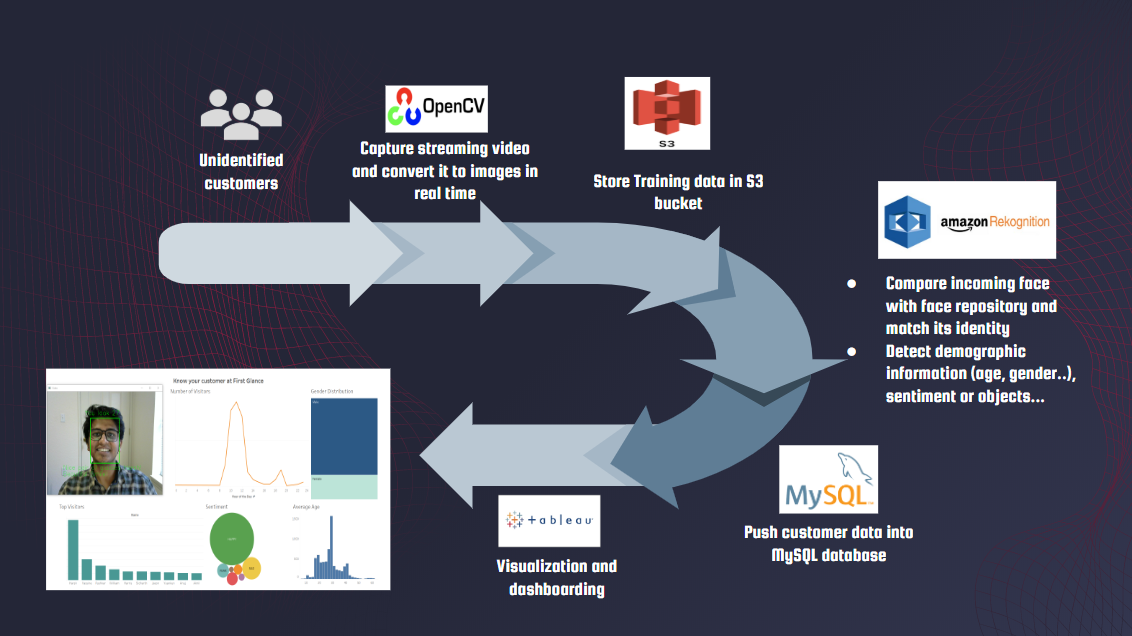 OpenCV
S3
Unidentified
customers
Capture streaming video
and convert it to images in
real time
Store Training data in S3
bucket
amazon Rekognition
● Compare incoming face
with face repository and
match its identity
● Detect demographic
information (age, gender..),
sentiment or objects...
Know your customer at First Glance
Number of Visitors
Gender Distribution
Top Visitors
Sentiment
Average Age
MySQL
Push customer data into
MySQL database
+ a b l e a u
Visualization and
dashboarding